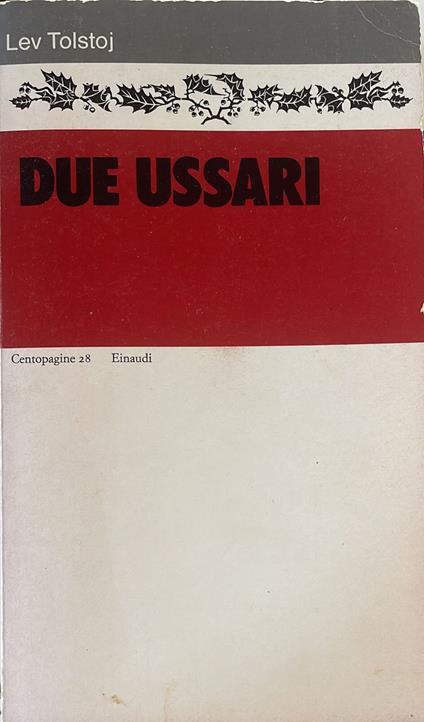 Lev Tolstoj
DUE USSARI
Centopagine 28 Einaudi